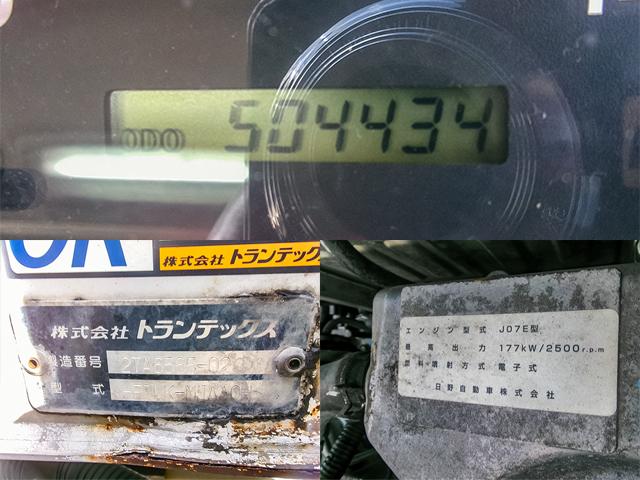 ODO 504434
株式会社 トランテックス
株式会社 トランテックス
製造番号
型 式
エンジン型式 J07E型
最高出力 177kW/2500r.p.m
燃料噴射方式 電子式
日野自動車株式会社